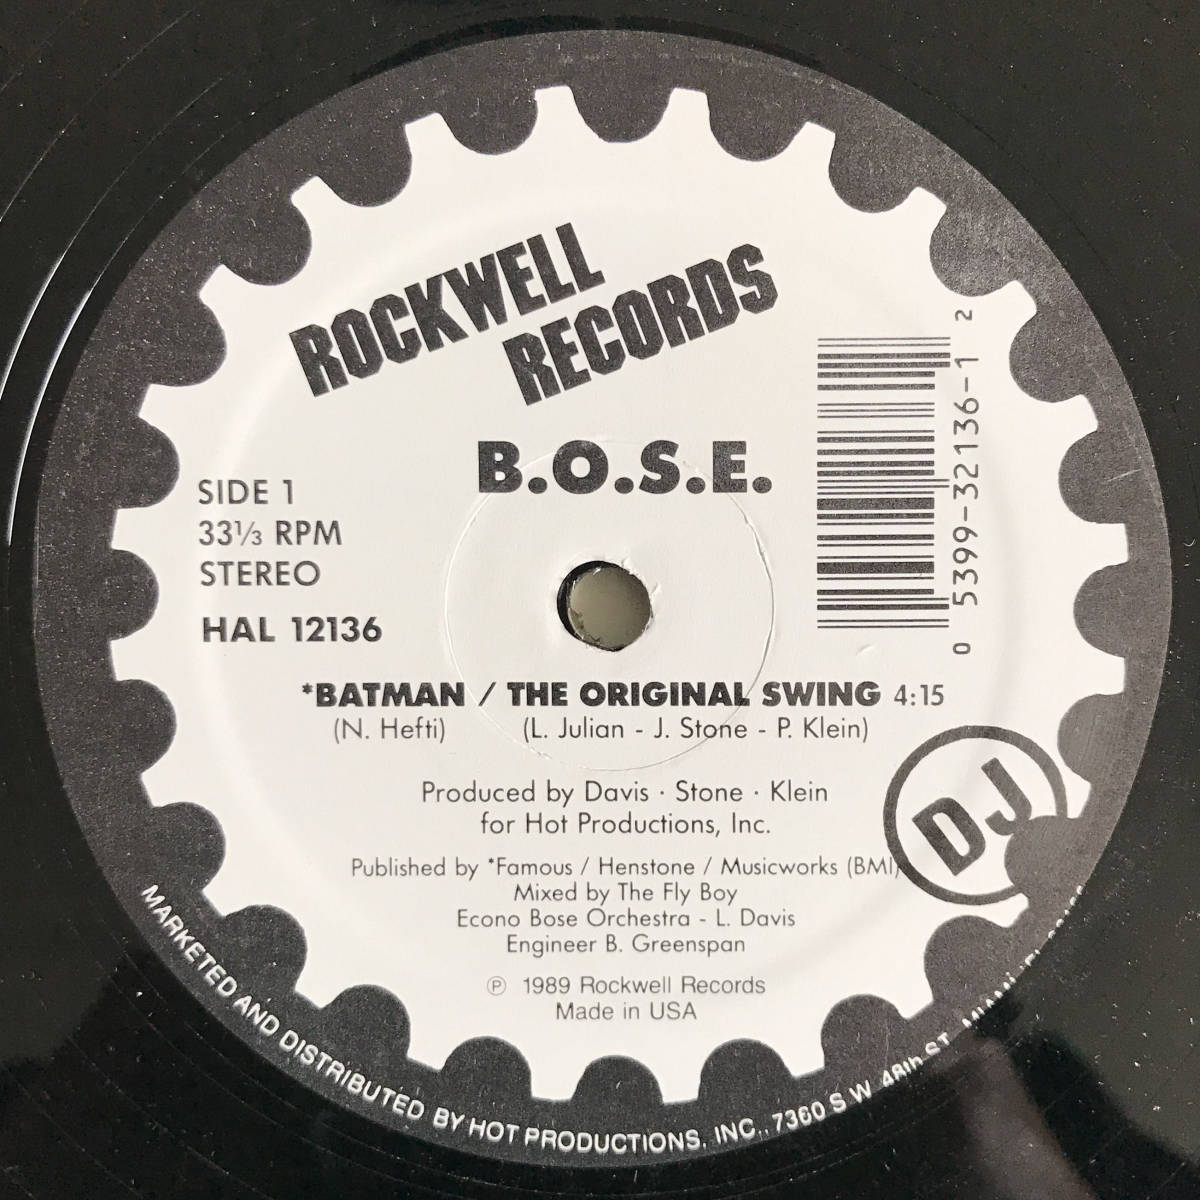 ROCKWELL
RECORDS
B.O.S.E.
SIDE 1
33⅓ RPM
STEREO
HAL 12136
0 5399-32136-1 2
*BATMAN / THE ORIGINAL SWING 4:15
(N. Hefti) (L. Julian - J. Stone - P. Klein)
Produced by Davis · Stone · Klein
for Hot Productions, Inc.
DJ
Published by *Famous / Henstone / Musicworks (BMI)
Mixed by The Fly Boy
Econo Bose Orchestra - L. Davis
Engineer B. Greenspan
℗ 1989 Rockwell Records
Made in USA
MARKETED AND DISTRIBUTED BY HOT PRODUCTIONS, INC., 7360 S.W. 48th ST., MIAMI, FL